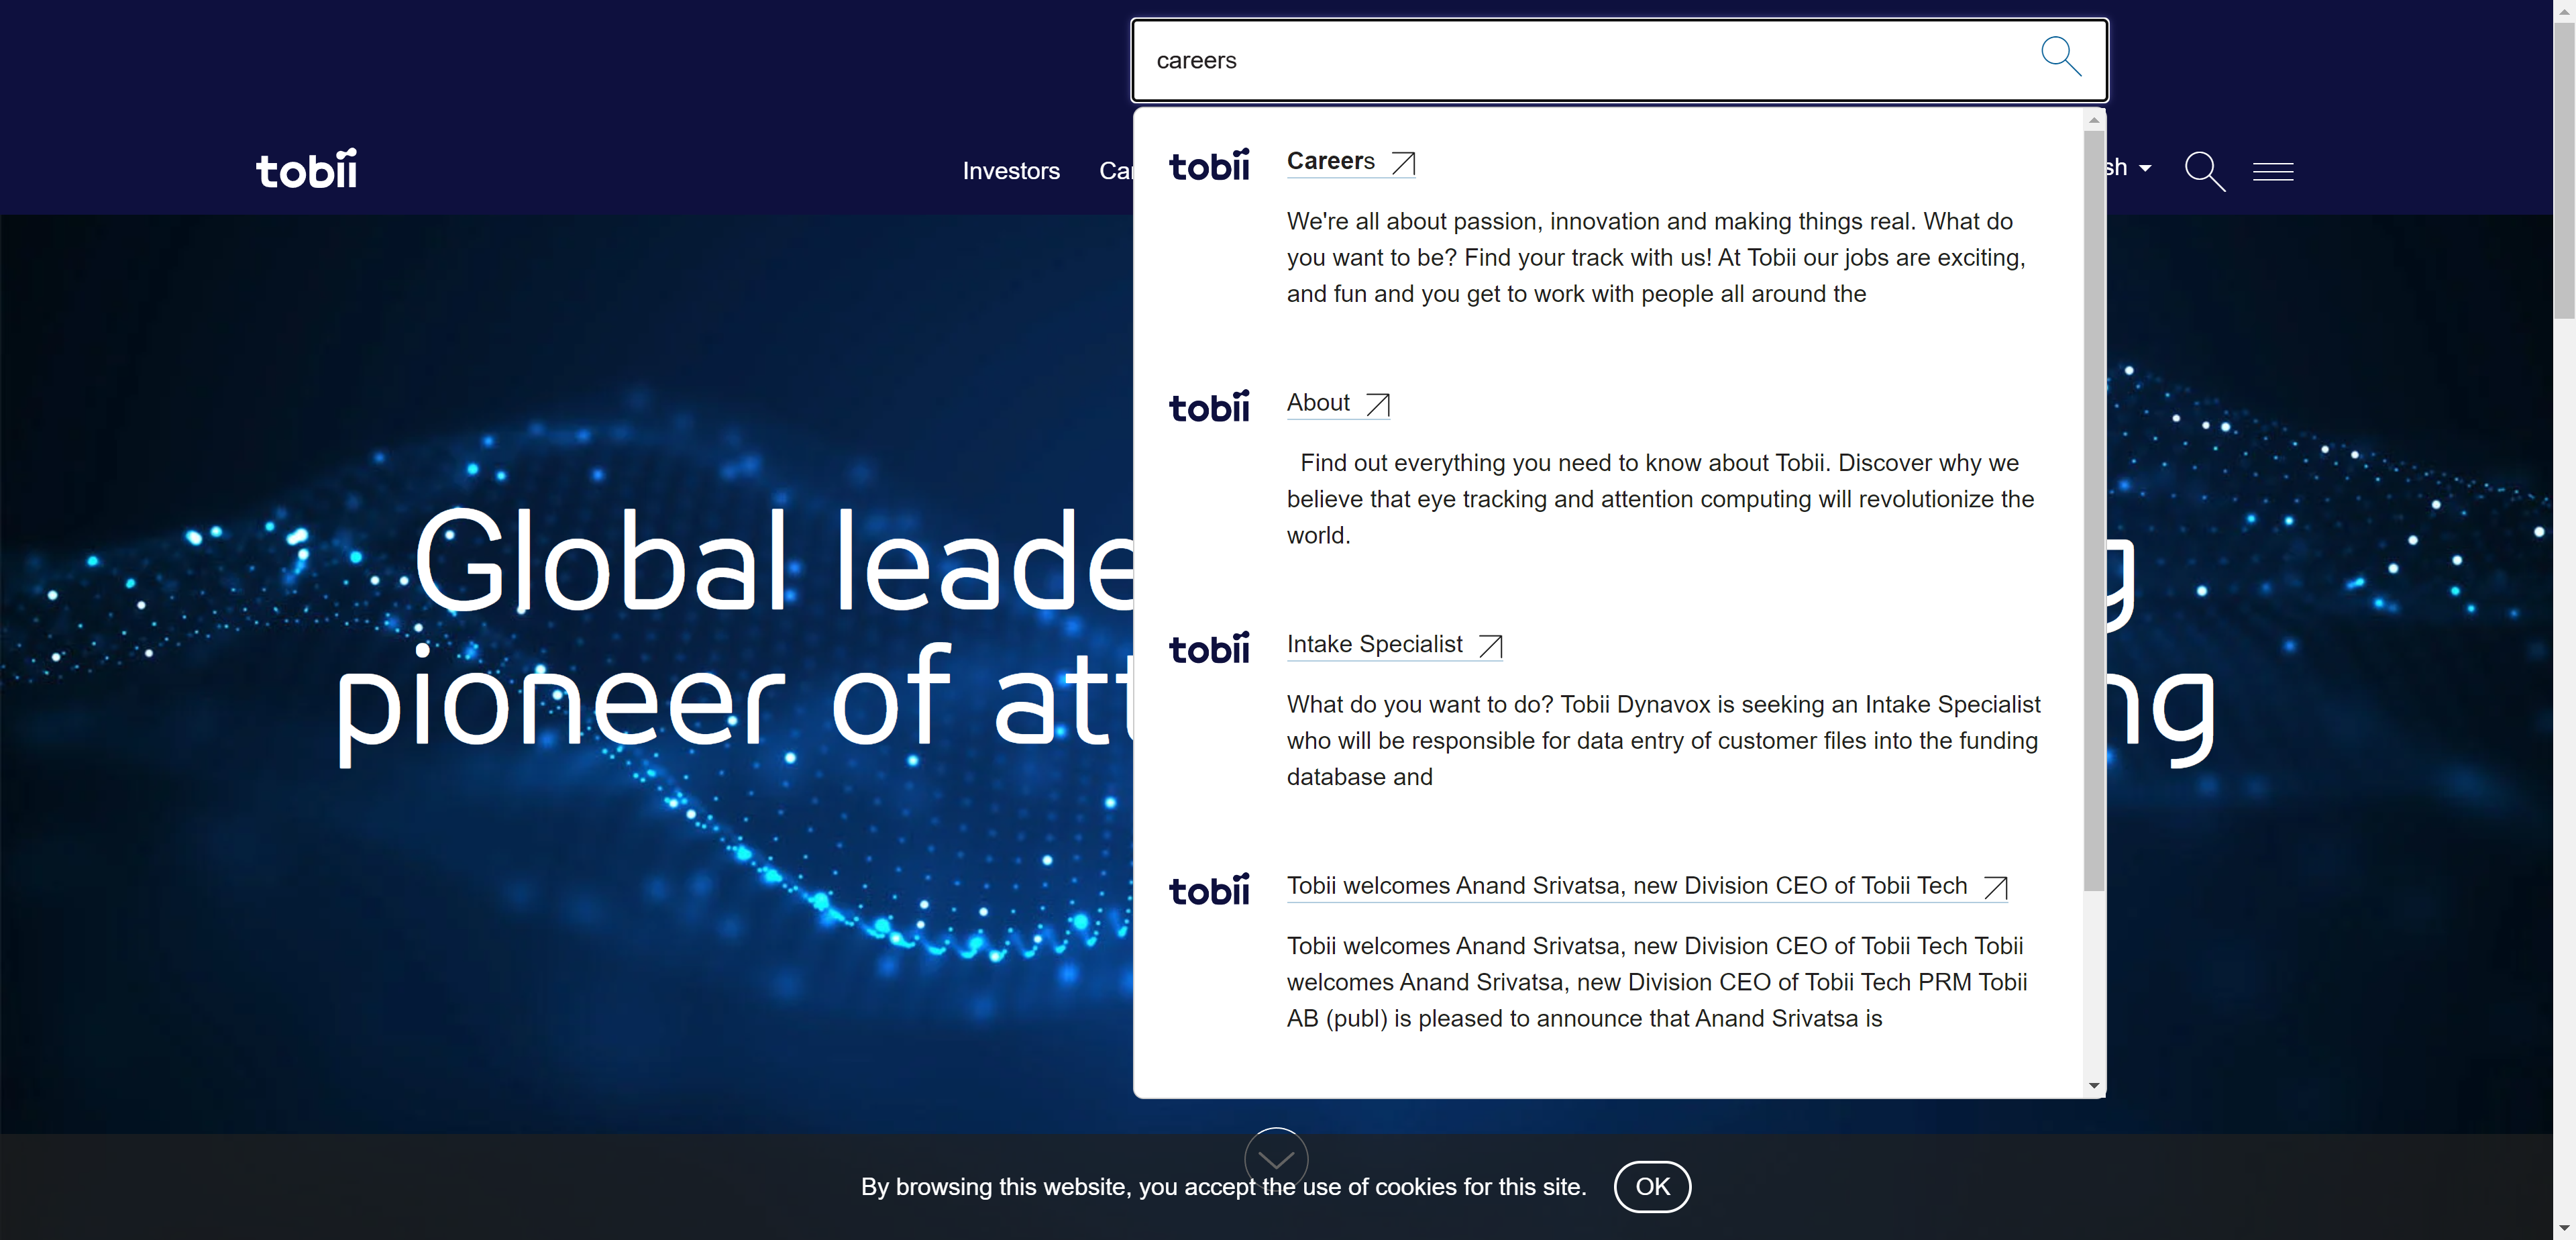 careers
tobii
Investors
tobii
Careers
We're all about passion, innovation and making things real. What do
you want to be? Find your track with us! At Tobii our jobs are exciting,
and fun and you get to work with people all around the
tobii
About
Find out everything you need to know about Tobii. Discover why we
believe that eye tracking and attention computing will revolutionize the
world.
Global
pioneer of
tobii
Intake Specialist
What do you want to do? Tobii Dynavox is seeking an Intake Specialist
who will be responsible for data entry of customer files into the funding
database and
tobii
Tobii welcomes Anand Srivatsa, new Division CEO of Tobii Tech
Tobii welcomes Anand Srivatsa, new Division CEO of Tobii Tech Tobii
welcomes Anand Srivatsa, new Division CEO of Tobii Tech PRM Tobii
AB (publ) is pleased to announce that Anand Srivatsa is
By browsing this website, you accept the use of cookies for this site.
OK